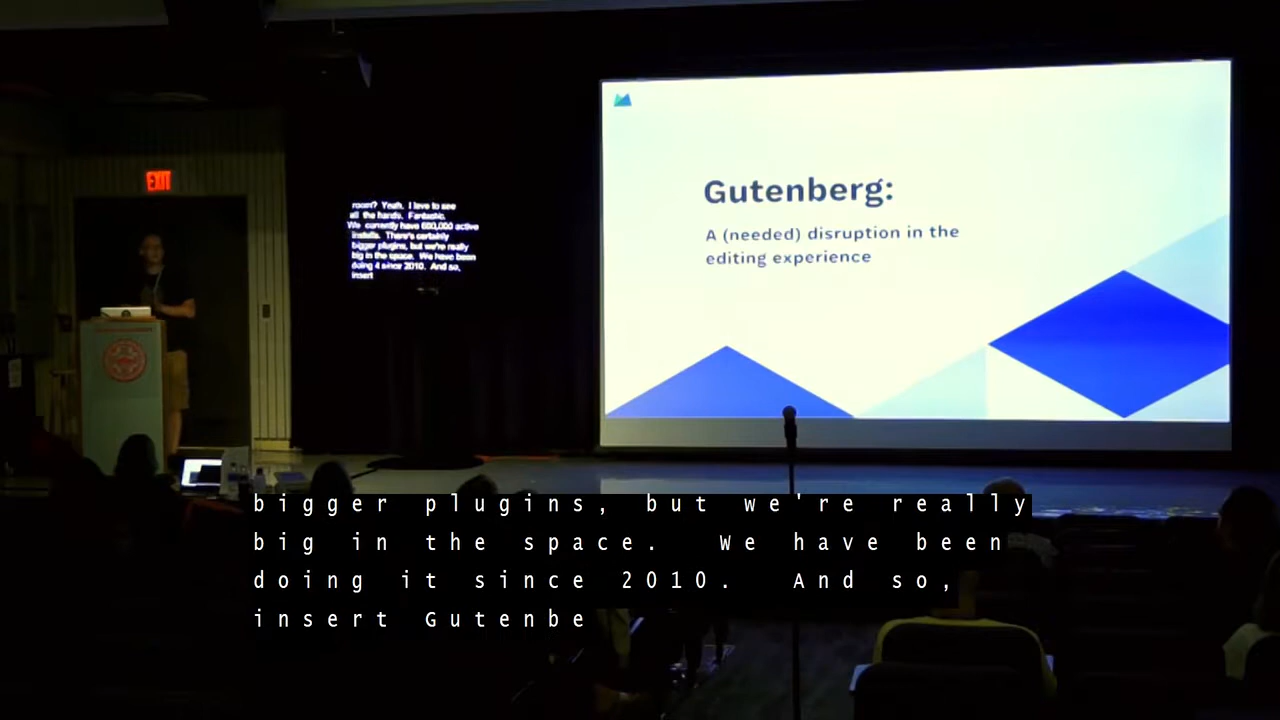 EXIT
room? Yeah. I love to see
all the hands. Fantastic.
We currently have 600,000 active
installs. There's certainly
bigger plugins, but we're really
big in the space. We have been
doing it since 2010. And so,
insert
Gutenberg:
A (needed) disruption in the
editing experience
bigger plugins, but we're really
big in the space. We have been
doing it since 2010. And so,
insert Gutenbe